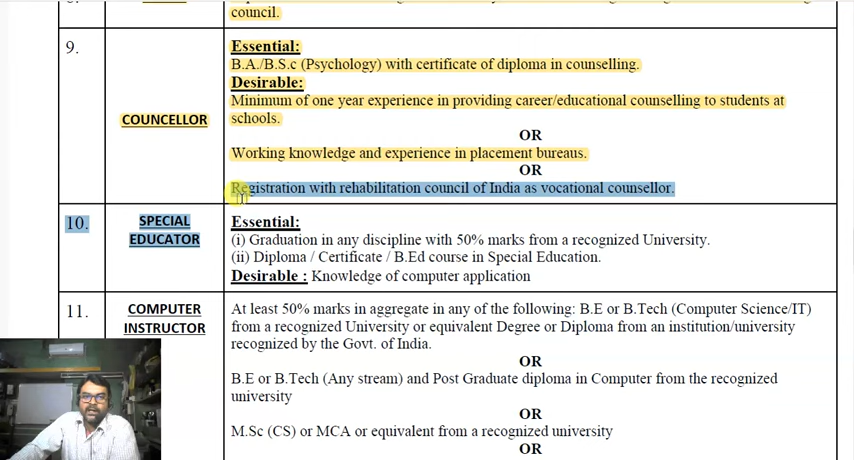 council.
9.
COUNCELLOR
Essential:
B.A./B.S.c (Psychology) with certificate of diploma in counselling.
Desirable:
Minimum of one year experience in providing career/educational counselling to students at
schools.
OR
Working knowledge and experience in placement bureaus.
OR
Registration with rehabilitation council of India as vocational counsellor.
10.
SPECIAL
EDUCATOR
Essential:
(i) Graduation in any discipline with 50% marks from a recognized University.
(ii) Diploma / Certificate / B.Ed course in Special Education.
Desirable : Knowledge of computer application
11.
COMPUTER
INSTRUCTOR
At least 50% marks in aggregate in any of the following: B.E or B.Tech (Computer Science/IT)
from a recognized University or equivalent Degree or Diploma from an institution/university
recognized by the Govt. of India.
OR
B.E or B.Tech (Any stream) and Post Graduate diploma in Computer from the recognized
university
OR
M.Sc (CS) or MCA or equivalent from a recognized university
OR